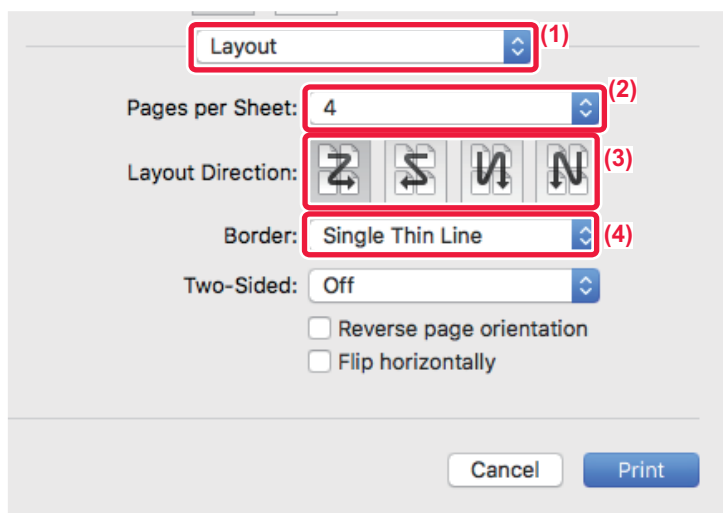 Layout (1)
Pages per Sheet: 4 (2)
Layout Direction: (3)
Border: Single Thin Line (4)
Two-Sided: Off
Reverse page orientation
Flip horizontally
Cancel Print